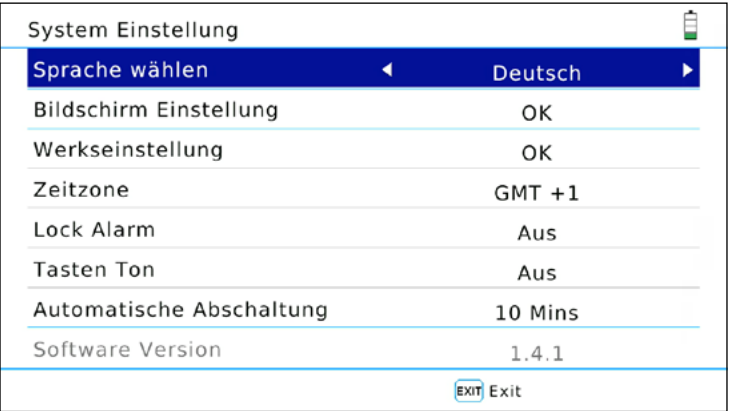 System Einstellung
Sprache wählen Deutsch
Bildschirm Einstellung OK
Werkseinstellung OK
Zeitzone GMT +1
Lock Alarm Aus
Tasten Ton Aus
Automatische Abschaltung 10 Mins
Software Version 1.4.1
EXIT Exit